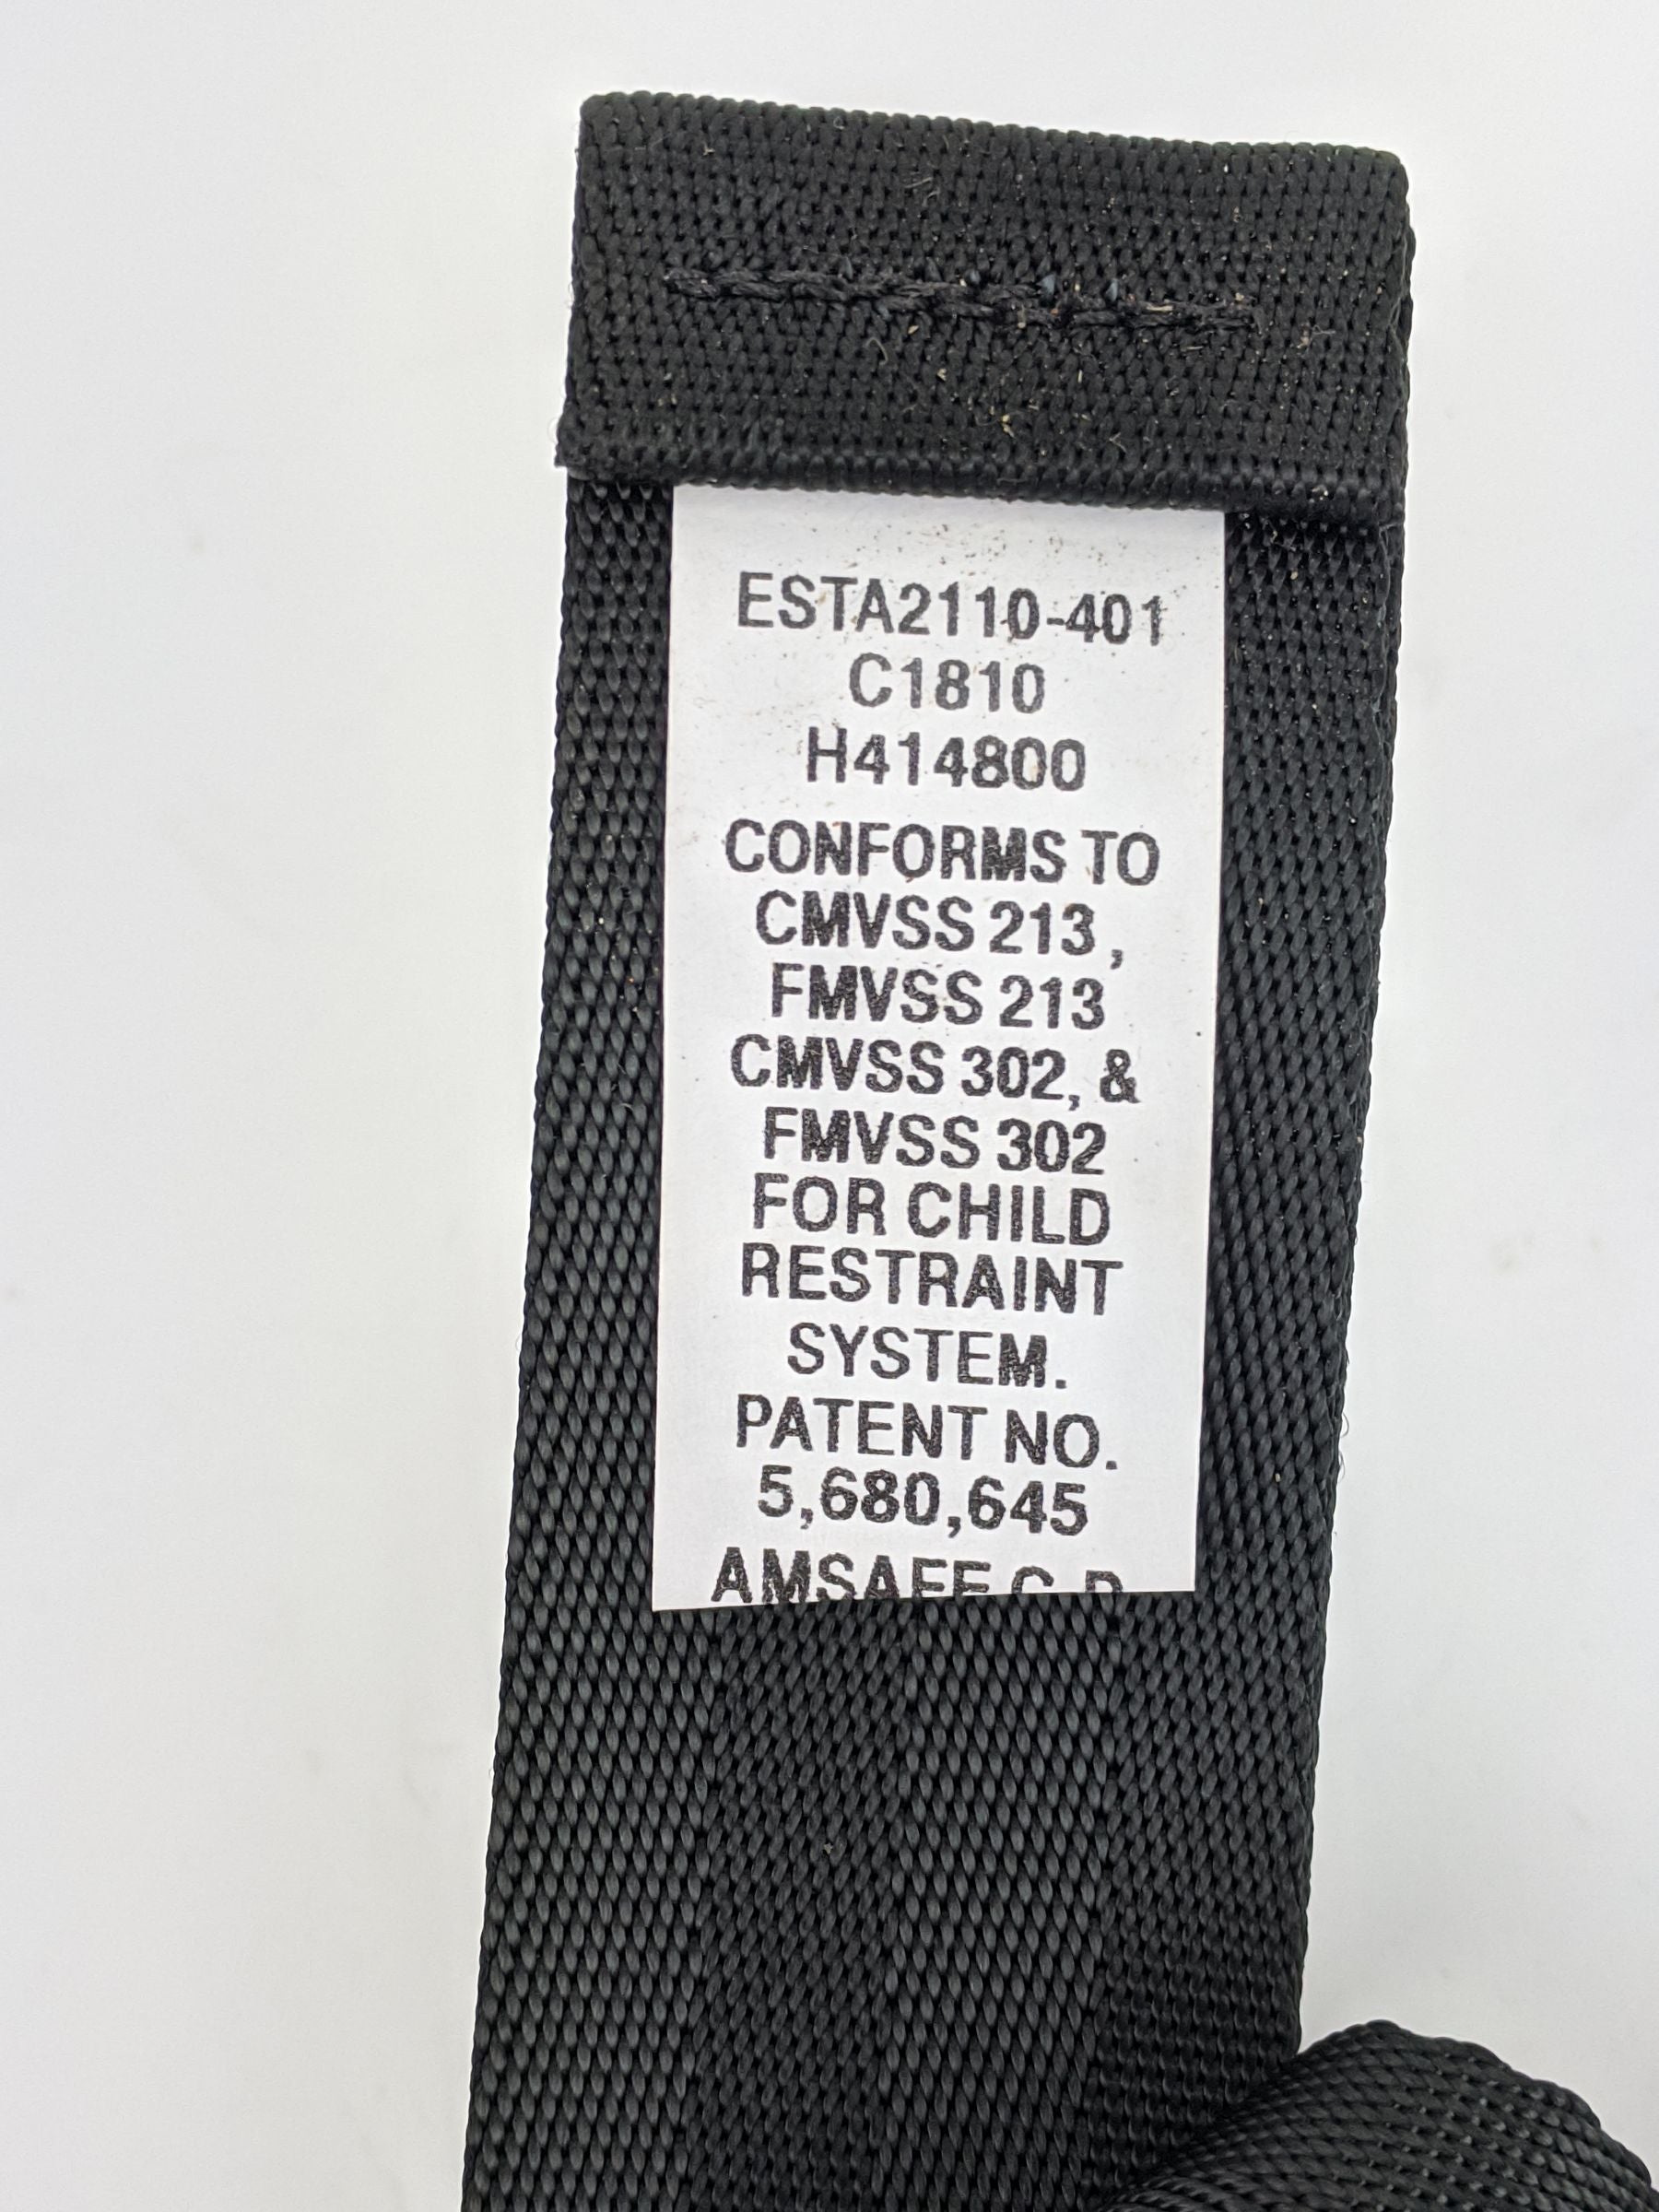 ESTA2110-401
C1810
H414800
CONFORMS TO
CMVSS 213 ,
FMVSS 213
CMVSS 302, &
FMVSS 302
FOR CHILD
RESTRAINT
SYSTEM.
PATENT NO.
5,680,645
AMSAFE